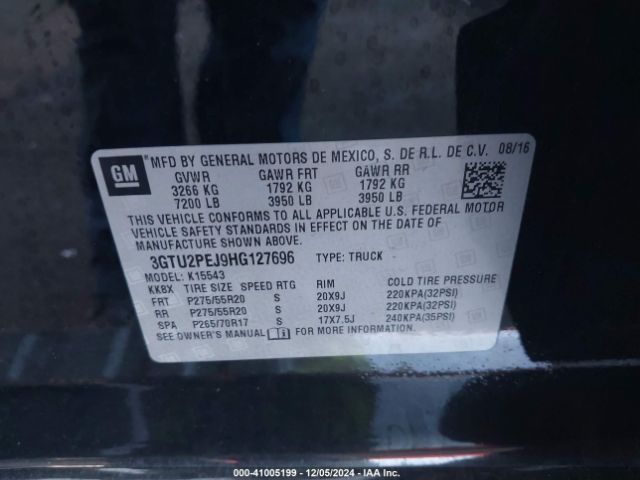 GM
MFD BY GENERAL MOTORS DE MEXICO, S. DE R.L. DE C.V. 08/16
GVWR GAWR FRT GAWR RR
3266 KG 1792 KG 1792 KG
7200 LB 3950 LB 3950 LB
THIS VEHICLE CONFORMS TO ALL APPLICABLE U.S. FEDERAL MOTOR
VEHICLE SAFETY STANDARDS IN EFFECT ON THE DATE OF
MANUFACTURE SHOWN ABOVE.
3GTU2PEJ9HG127696 TYPE: TRUCK
MODEL: K15543
KK8X TIRE SIZE SPEED RTG RIM COLD TIRE PRESSURE
FRT P275/55R20 S 20X9J 220KPA(32PSI)
RR P275/55R20 S 20X9J 220KPA(32PSI)
SPA P265/70R17 S 17X7.5J 240KPA(35PSI)
SEE OWNER'S MANUAL FOR MORE INFORMATION.
000-41005199 - 12/05/2024 - IAA Inc.